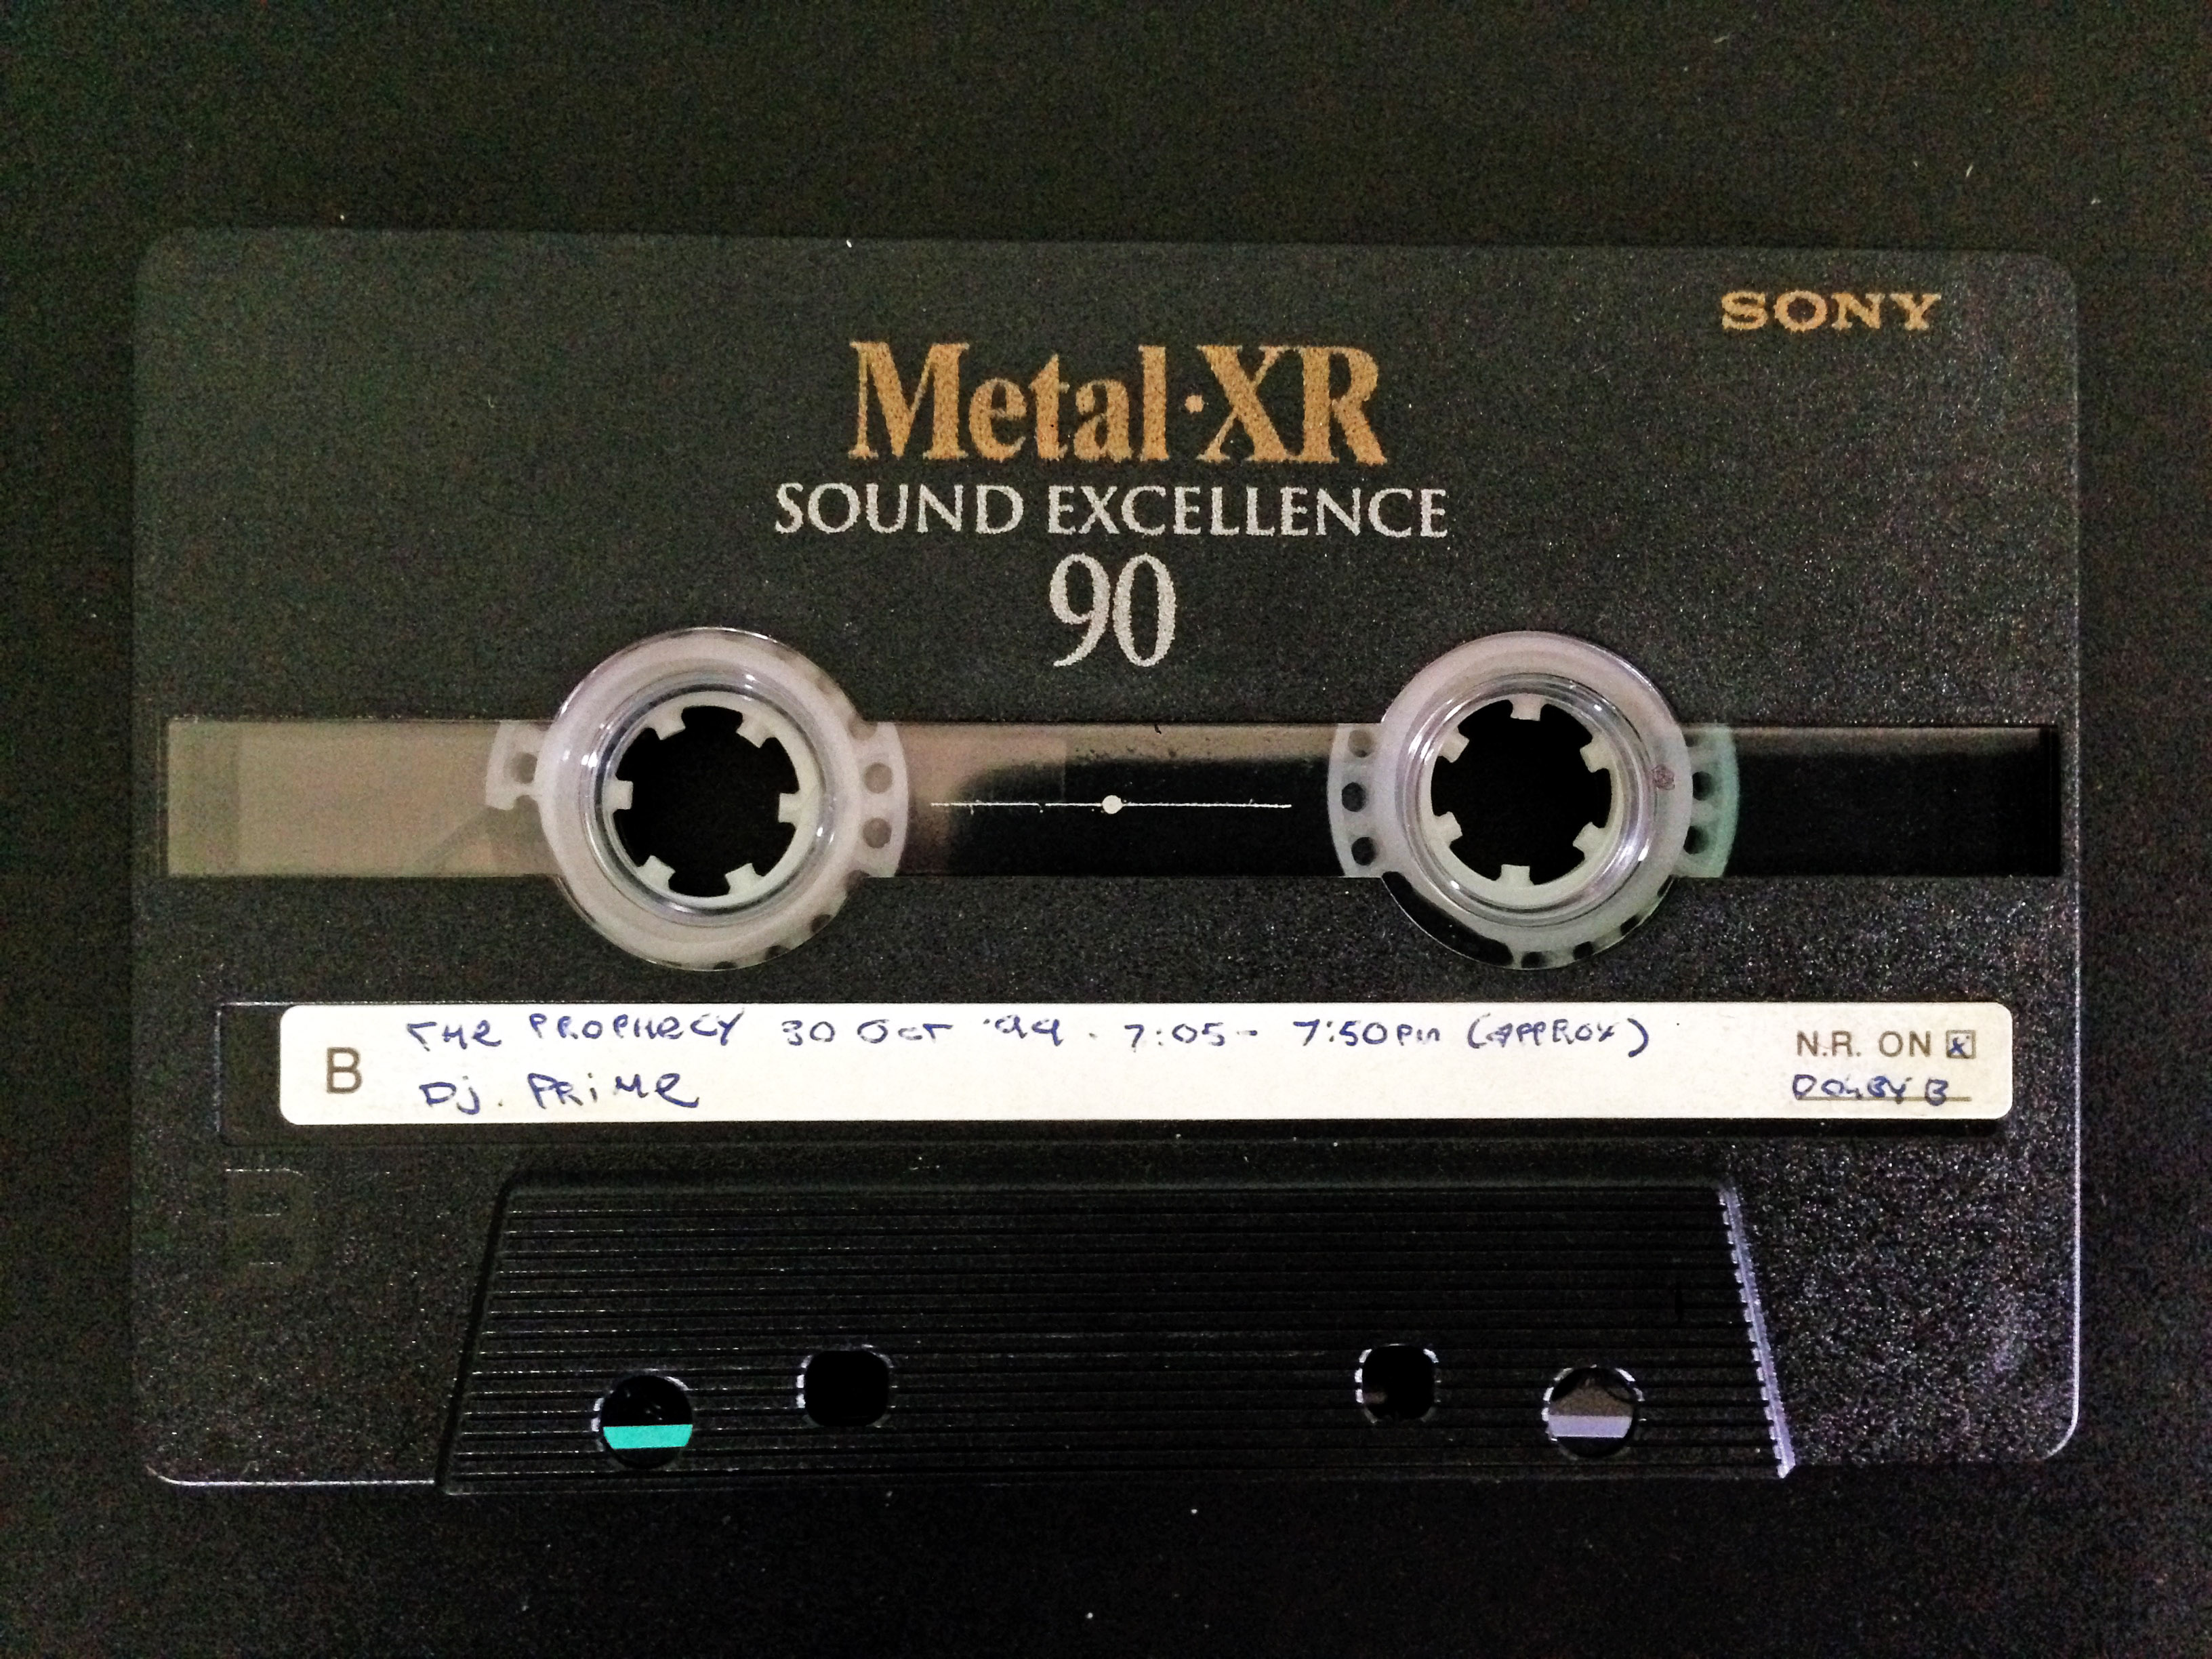 SONY
Metal·XR
SOUND EXCELLENCE
90
B
THE PROPHECY 30 OCT '99 - 7:05 - 7:50PM (APPROX)
DJ. PRIME
N.R. ON
DOLBY B
B